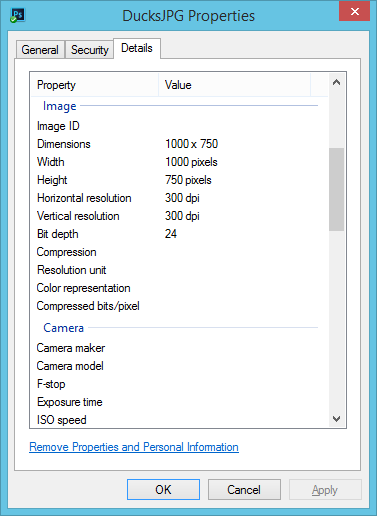 Ps
DucksJPG Properties
General Security Details
Property Value
Image
Image ID
Dimensions 1000 x 750
Width 1000 pixels
Height 750 pixels
Horizontal resolution 300 dpi
Vertical resolution 300 dpi
Bit depth 24
Compression
Resolution unit
Color representation
Compressed bits/pixel
Camera
Camera maker
Camera model
F-stop
Exposure time
ISO speed
Remove Properties and Personal Information
OK Cancel Apply